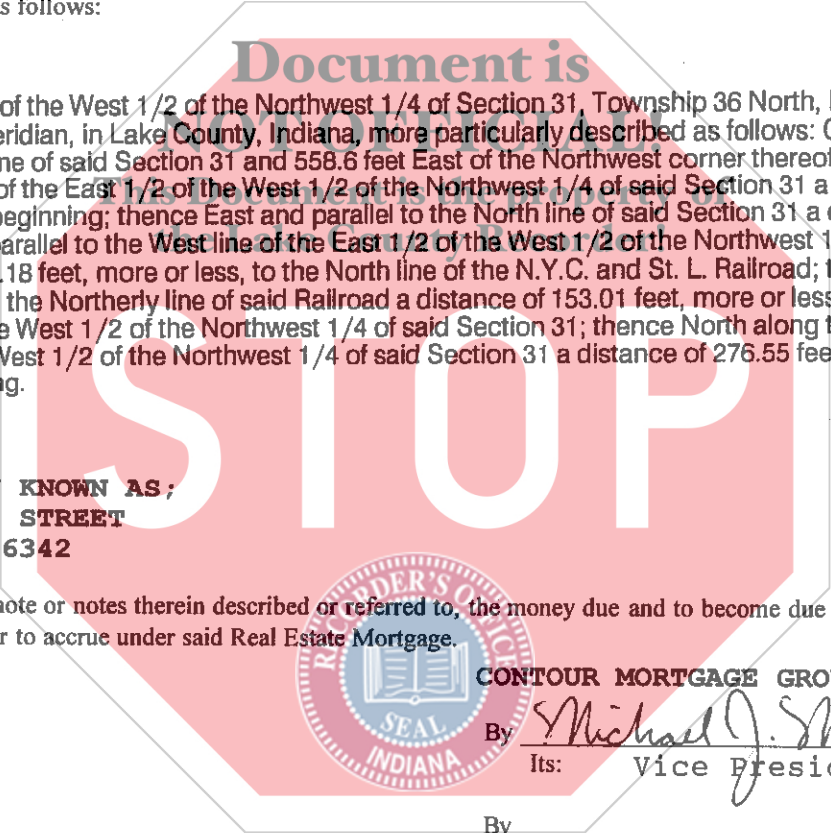 s follows:
Document is
of the West 1/2 of the Northwest 1/4 of Section 31, Township 36 North,
NOT OFFICIAL!
eridian, in Lake County, Indiana, more particularly described as follows:
ne of said Section 31 and 558.6 feet East of the Northwest corner thereof
of the East 1/2 of the West 1/2 of the Northwest 1/4 of said Section 31 a
This Document is the property of
beginning; thence East and parallel to the North line of said Section 31 a
the Lake County Recorder!
parallel to the West line of the East 1/2 of the West 1/2 of the Northwest 1
.18 feet, more or less, to the North line of the N.Y.C. and St. L. Railroad;
the Northerly line of said Railroad a distance of 153.01 feet, more or less
e West 1/2 of the Northwest 1/4 of said Section 31; thence North along
West 1/2 of the Northwest 1/4 of said Section 31 a distance of 276.55 fee
ng.
STOP
KNOWN AS;
STREET
6342
note or notes therein described or referred to, the money due and to become due
r to accrue under said Real Estate Mortgage.
RECORDER'S OFFICE
SEAL
INDIANA
CONTOUR MORTGAGE GRO
By Michael J.
Its: Vice Presid
By